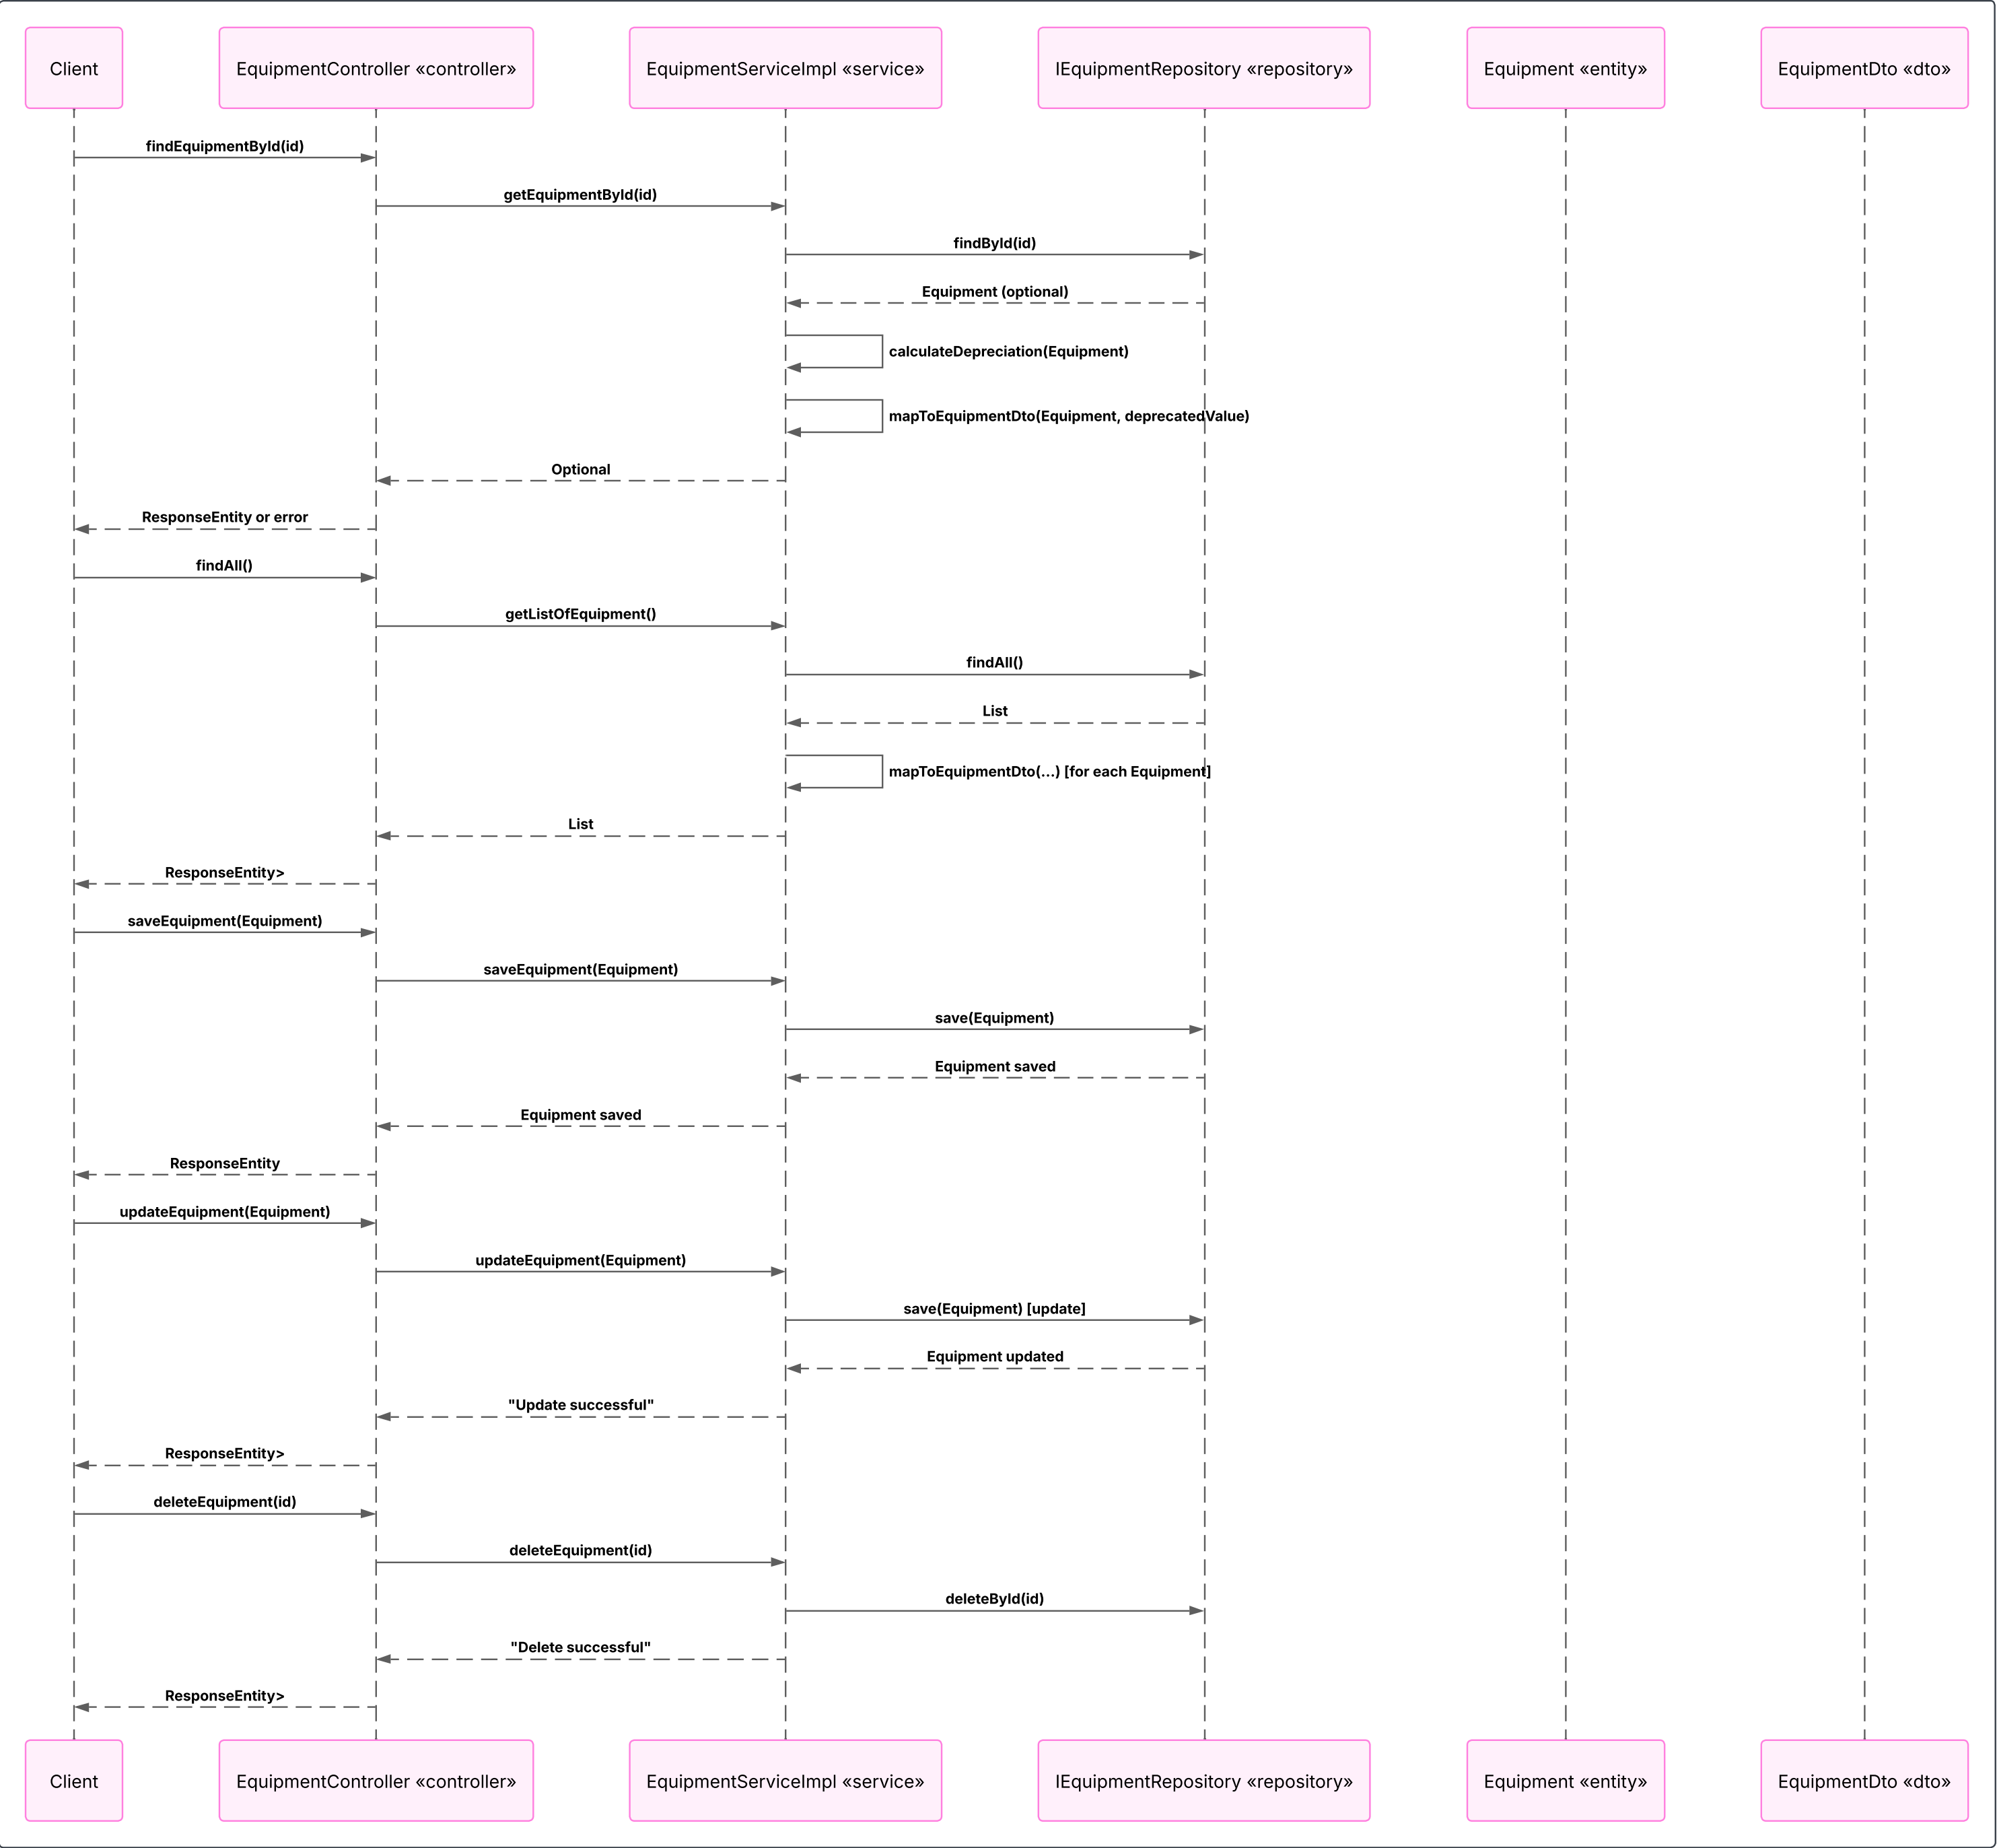 Client
EquipmentController «controller»
EquipmentServiceImpl «service»
IEquipmentRepository «repository»
Equipment «entity»
EquipmentDto «dto»
findEquipmentById(id)
getEquipmentById(id)
findById(id)
Equipment (optional)
calculateDepreciation(Equipment)
mapToEquipmentDto(Equipment, deprecatedValue)
Optional
ResponseEntity or error
findAll()
getListOfEquipment()
findAll()
List
mapToEquipmentDto(...) [for each Equipment]
List
ResponseEntity>
saveEquipment(Equipment)
saveEquipment(Equipment)
save(Equipment)
Equipment saved
Equipment saved
ResponseEntity
updateEquipment(Equipment)
updateEquipment(Equipment)
save(Equipment) [update]
Equipment updated
"Update successful"
ResponseEntity>
deleteEquipment(id)
deleteEquipment(id)
deleteById(id)
"Delete successful"
ResponseEntity>
Client
EquipmentController «controller»
EquipmentServiceImpl «service»
IEquipmentRepository «repository»
Equipment «entity»
EquipmentDto «dto»